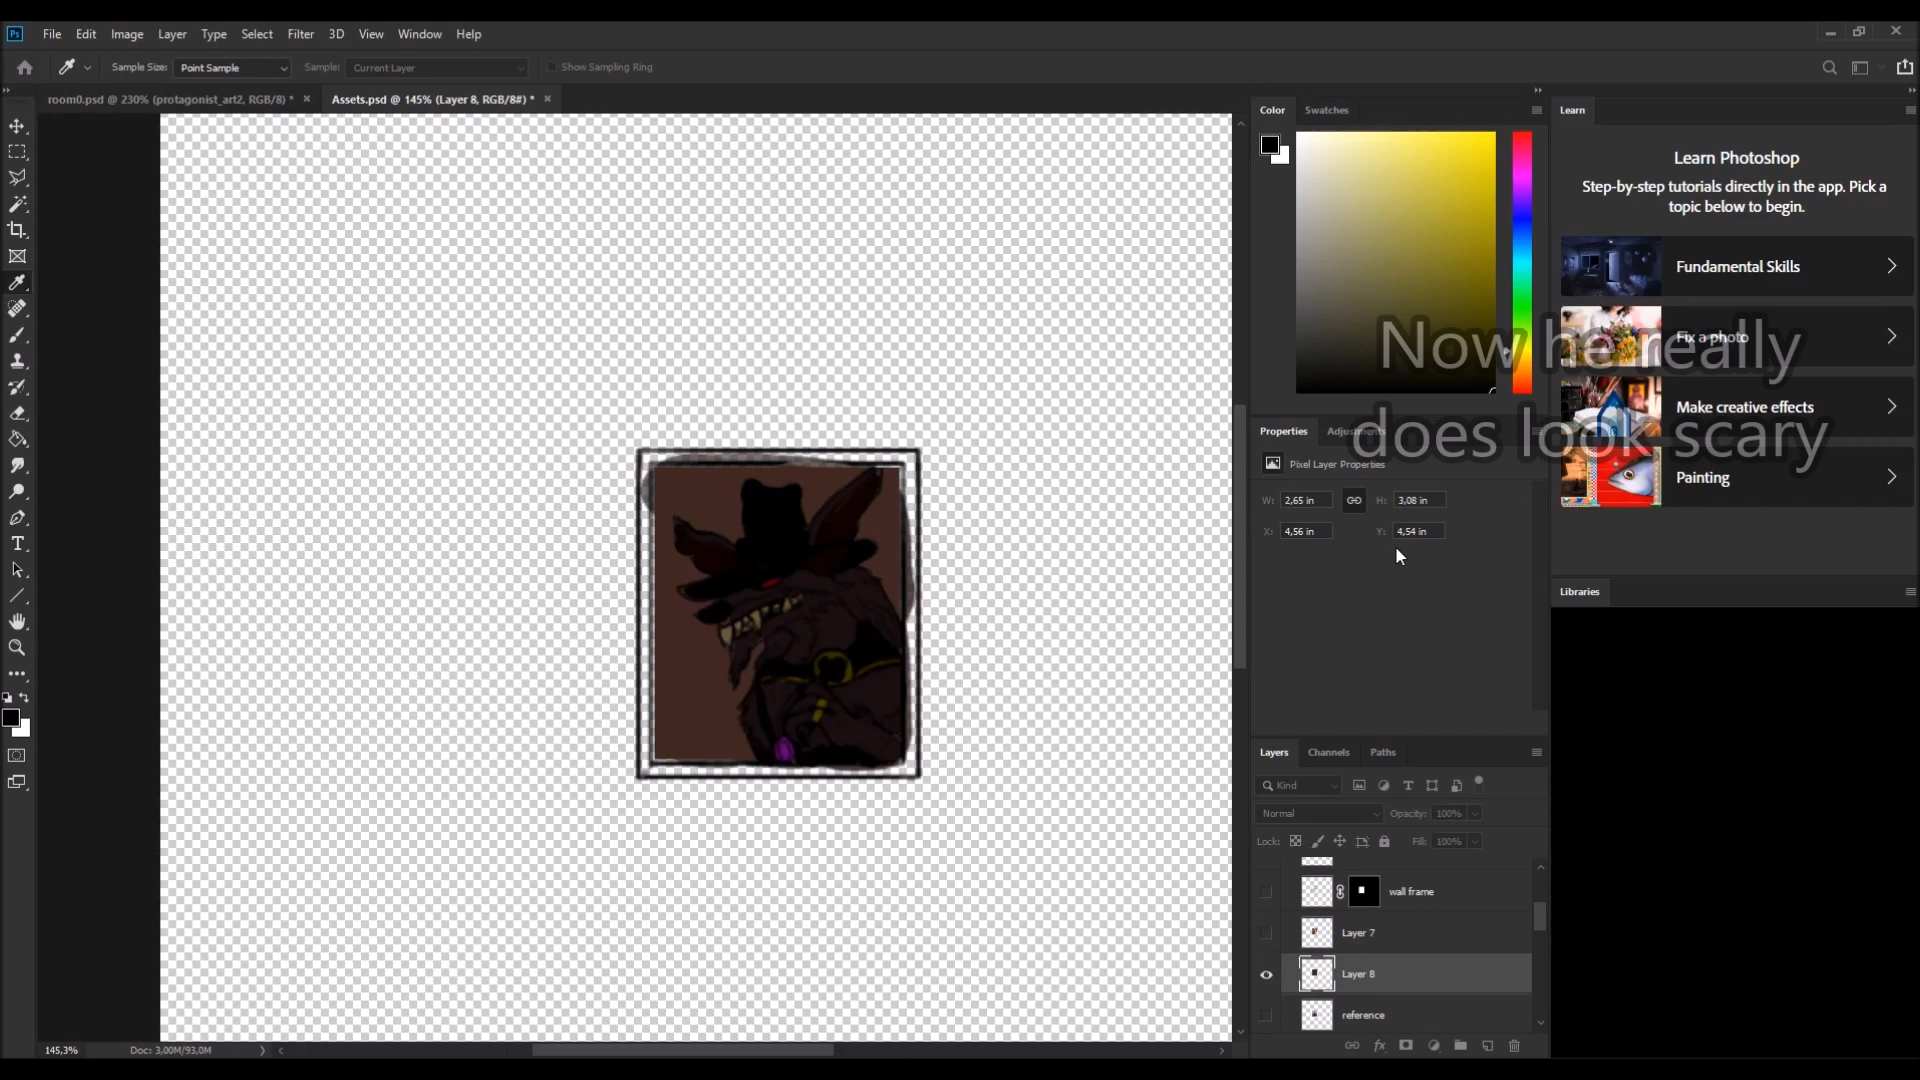 Ps File Edit Image Layer Type Select Filter 3D View Window Help
Sample Size: Point Sample Sample: Current Layer Show Sampling Ring
room0.psd @ 230% (protagonist_art2, RGB/8) * × Assets.psd @ 145% (Layer 8, RGB/8#) * ×
Color Swatches
Learn
Learn Photoshop
Step-by-step tutorials directly in the app. Pick a
topic below to begin.
Fundamental Skills
Fix a photo
Make creative effects
Painting
Now he really
does look scary
Properties Adjustments
Pixel Layer Properties
W: 2,65 in H: 3,08 in
X: 4,56 in Y: 4,54 in
Libraries
Layers Channels Paths
Kind
Normal Opacity: 100%
Lock: Fill: 100%
wall frame
Layer 7
Layer 8
reference
145,3% Doc: 3,00M/93,0M